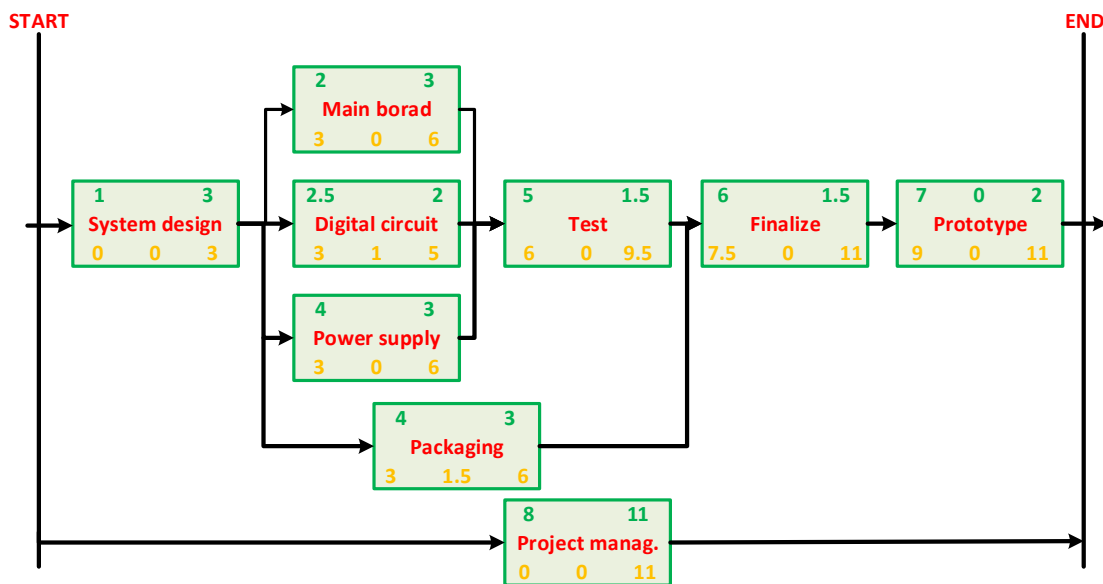 START
END
2 3
Main borad
3 0 6
1 3
System design
0 0 3
2.5 2
Digital circuit
3 1 5
5 1.5
Test
6 0 9.5
6 1.5
Finalize
7.5 0 11
7 0 2
Prototype
9 0 11
4 3
Power supply
3 0 6
4 3
Packaging
3 1.5 6
8 11
Project manag.
0 0 11